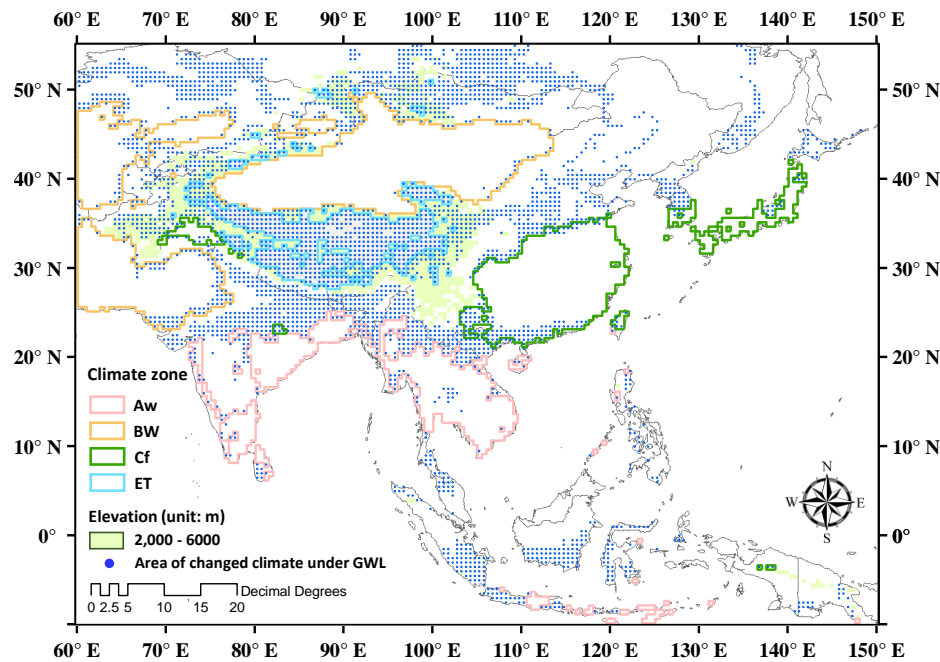 60° E 70° E 80° E 90° E 100° E 110° E 120° E 130° E 140° E 150° E
50° N 50° N
40° N 40° N
30° N 30° N
20° N 20° N
Climate zone
Aw
BW
Cf
ET
10° N 10° N
N
W E
S
Elevation (unit: m)
2,000 - 6000
0° 0°
Area of changed climate under GWL
0 2.5 5 10 15 20 Decimal Degrees
60° E 70° E 80° E 90° E 100° E 110° E 120° E 130° E 140° E 150° E